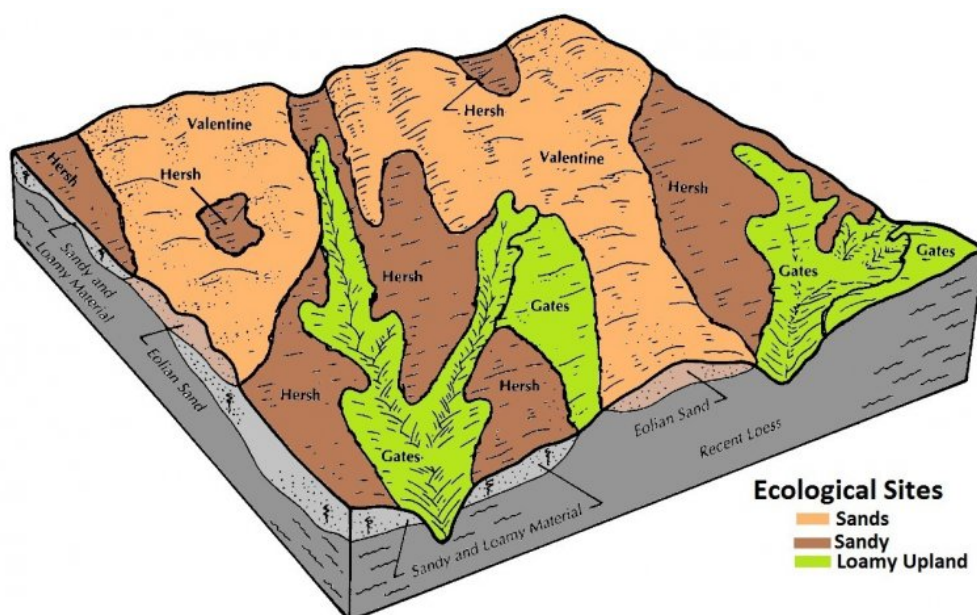 Hersh
Valentine
Hersh
Hersh
Valentine
Hersh
Hersh
Hersh
Hersh
Gates
Gates
Gates
Gates
Sandy and
Loamy Material
Eolian Sand
Sandy and Loamy Material
Eolian Sand
Recent Loess
Ecological Sites
Sands
Sandy
Loamy Upland